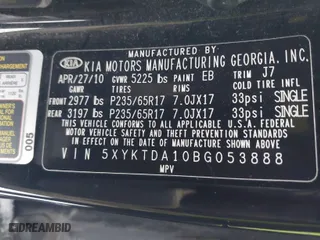 MANUFACTURED BY:
KIA KIA MOTORS MANUFACTURING GEORGIA, INC.
APR/27/10 GVWR 5225 lbs PAINT EB TRIM J7
GAWR TIRE RIMS COLD TIRE INFL
FRONT 2977 lbs P235/65R17 7.0JX17 33psi SINGLE
REAR 3197 lbs P235/65R17 7.0JX17 33psi SINGLE
THIS VEHICLE CONFORMS TO ALL APPLICABLE U.S. FEDERAL
MOTOR VEHICLE SAFETY AND THEFT PREVENTION STANDARDS
IN EFFECT ON THE DATE OF MANUFACTURE SHOWN ABOVE.
VIN 5XYKTDA10BG053888
MPV
005
DREAMBID